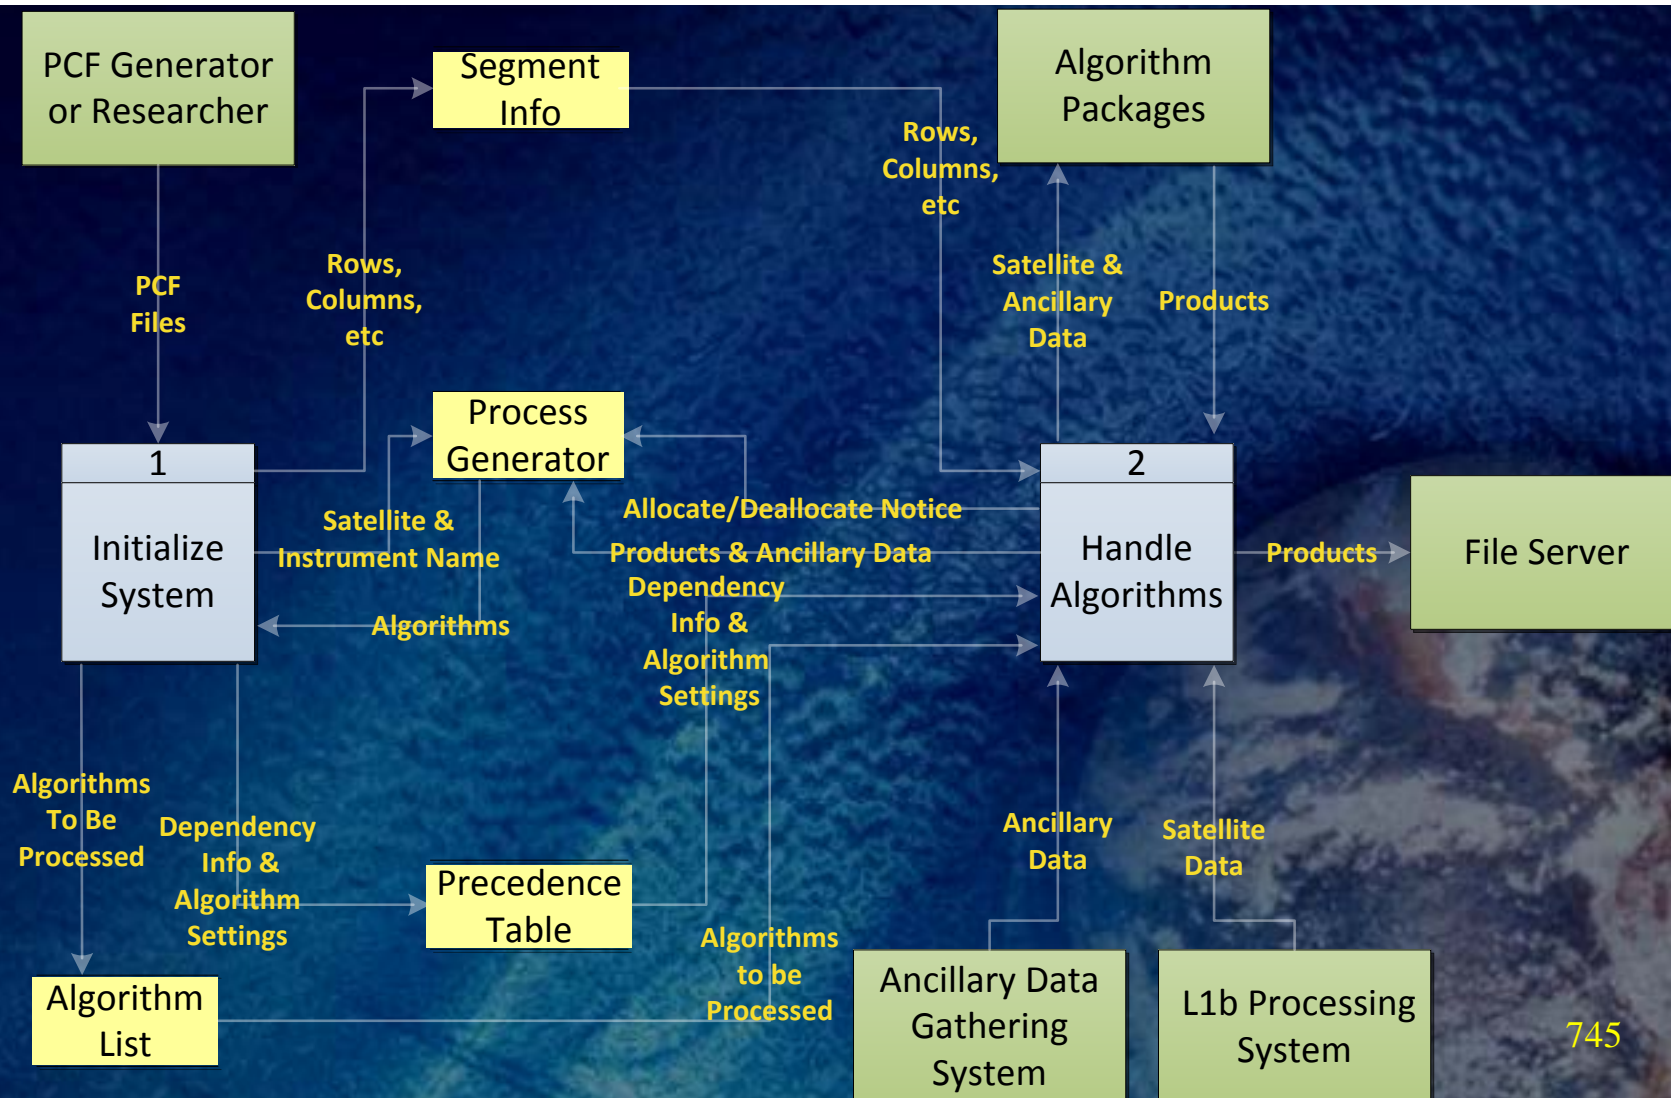 PCF Generator
or Researcher
Segment
Info
Algorithm
Packages
Rows,
Columns,
etc
PCF
Files
Rows,
Columns,
etc
Satellite &
Ancillary
Data
Products
Process
Generator
1
Initialize
System
Satellite &
Instrument Name
Algorithms
Allocate/Deallocate Notice
Products & Ancillary Data
Dependency
Info &
Algorithm
Settings
2
Handle
Algorithms
Products
File Server
Algorithms
To Be
Processed
Dependency
Info &
Algorithm
Settings
Precedence
Table
Ancillary
Data
Satellite
Data
Algorithms
to be
Processed
Algorithm
List
Ancillary Data
Gathering
System
L1b Processing
System
745